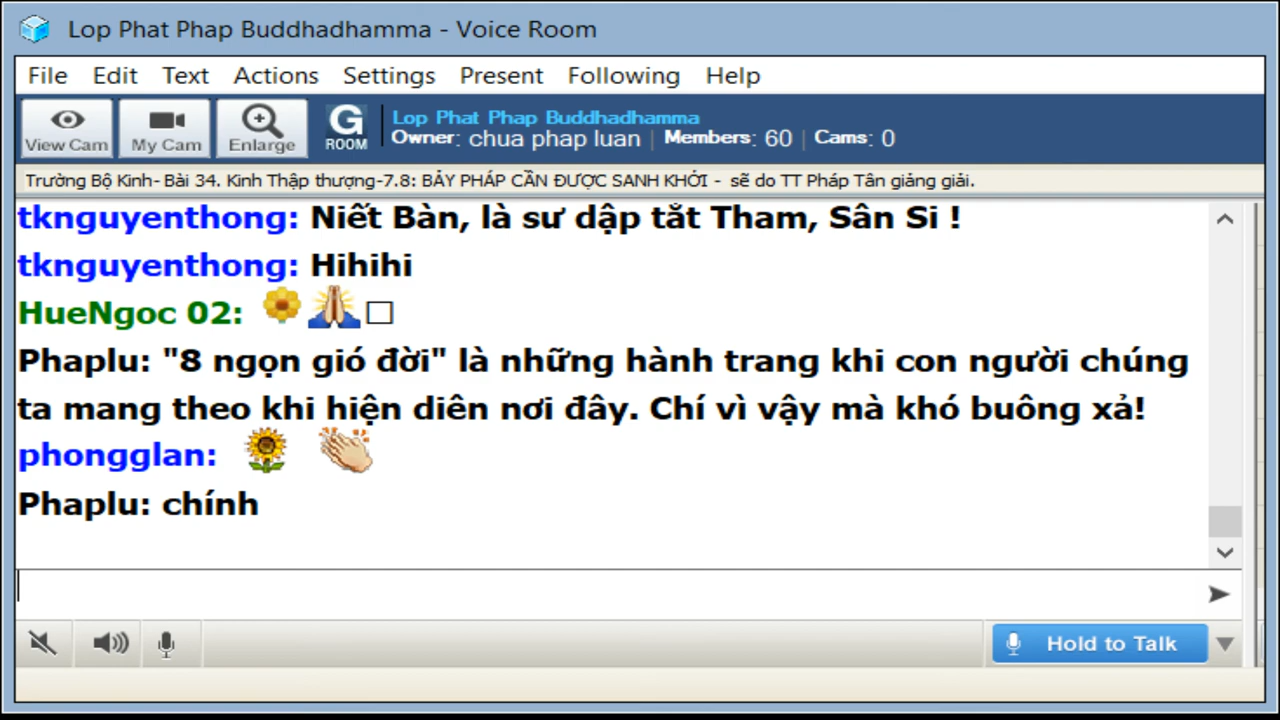 Lop Phat Phap Buddhadhamma - Voice Room
File Edit Text Actions Settings Present Following Help
View Cam My Cam Enlarge G ROOM Lop Phat Phap Buddhadhamma
Owner: chua phap luan | Members: 60 | Cams: 0
Trường Bộ Kinh- Bài 34. Kinh Thập thượng-7.8: BẢY PHÁP CẦN ĐƯỢC SANH KHỞI - sẽ do TT Pháp Tân giảng giải.
tknguyenthong: Niết Bàn, là sư dập tắt Tham, Sân Si !
tknguyenthong: Hihihi
HueNgoc 02:
Phaplu: "8 ngọn gió đời" là những hành trang khi con người chúng
ta mang theo khi hiện diên nơi đây. Chí vì vậy mà khó buông xả!
phongglan:
Phaplu: chính
Hold to Talk